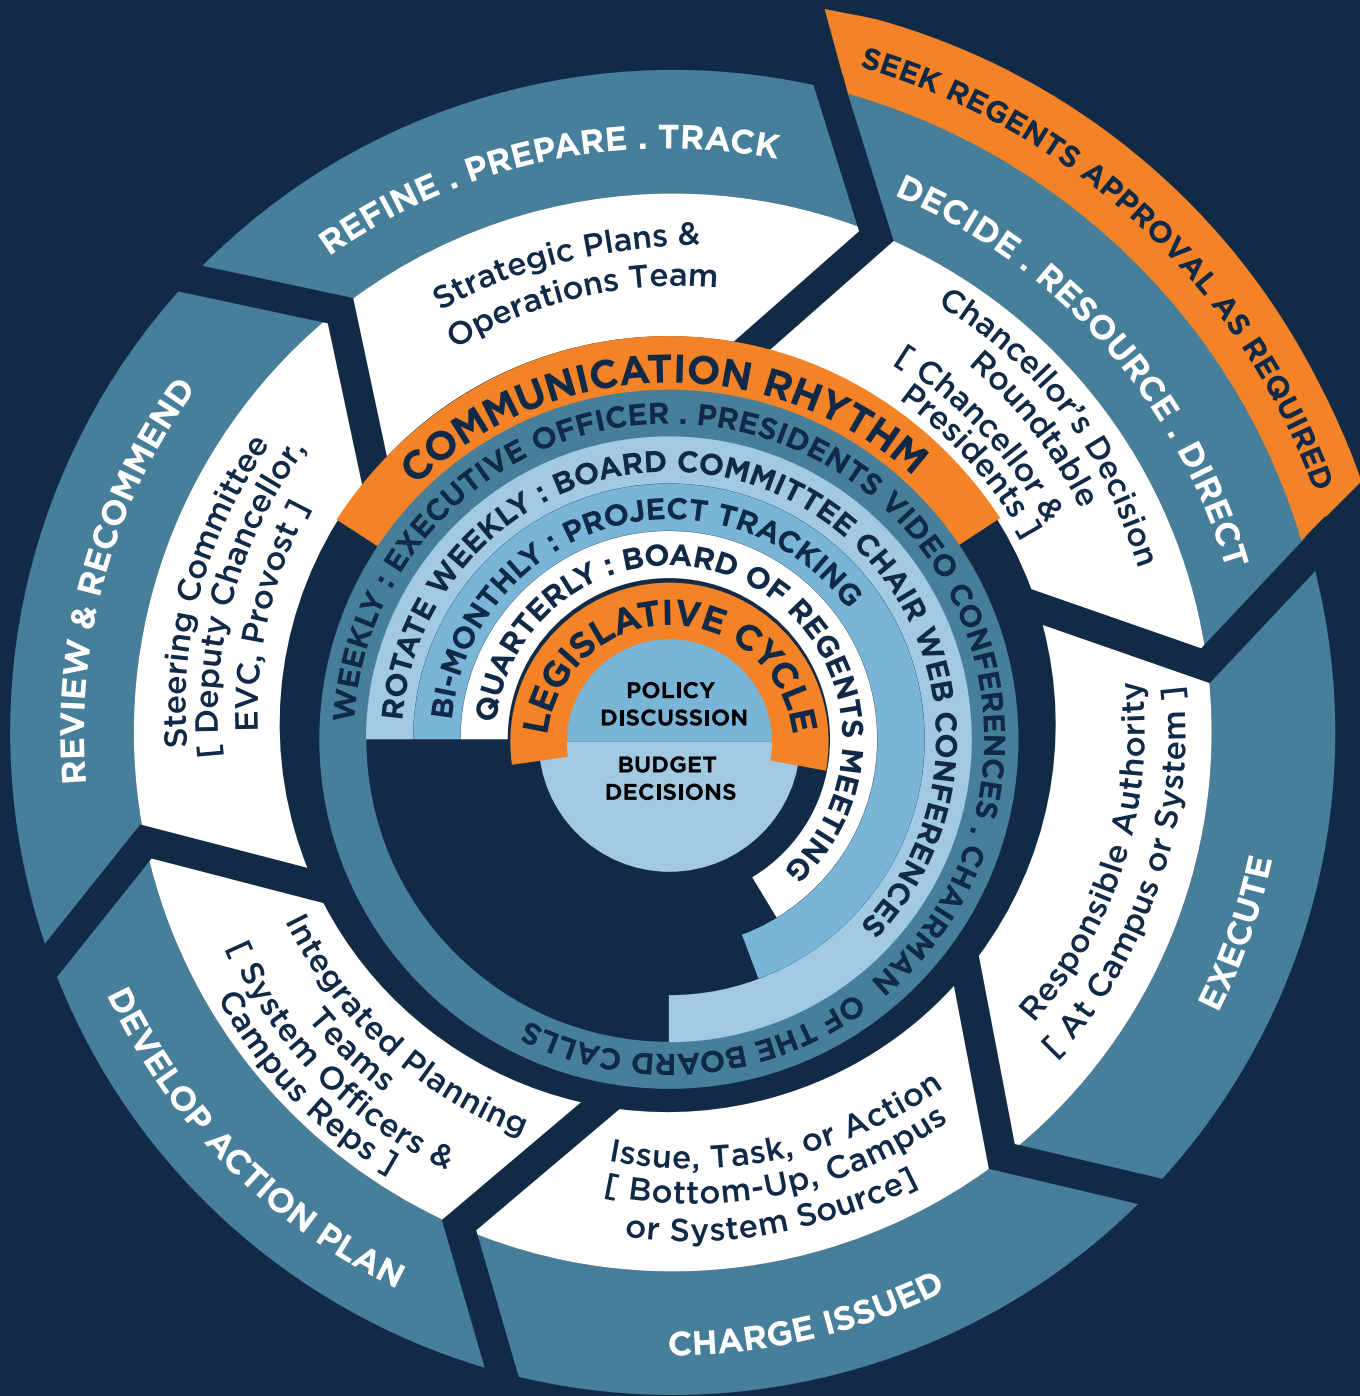 SEEK REGENTS APPROVAL AS REQUIRED
DECIDE . RESOURCE . DIRECT
Chancellor's Decision
Roundtable
[ Chancellor &
Presidents ]
EXECUTE
Responsible Authority
[ At Campus or System ]
CHARGE ISSUED
Issue, Task, or Action
[ Bottom-Up, Campus
or System Source]
DEVELOP ACTION PLAN
Integrated Planning
Teams
[ System Officers &
Campus Reps ]
REVIEW & RECOMMEND
Steering Committee
[ Deputy Chancellor,
EVC, Provost ]
REFINE . PREPARE . TRACK
Strategic Plans &
Operations Team
COMMUNICATION RHYTHM
WEEKLY : EXECUTIVE OFFICER . PRESIDENTS VIDEO CONFERENCES . CHAIRMAN OF THE BOARD CALLS
ROTATE WEEKLY : BOARD COMMITTEE CHAIR WEB CONFERENCES
BI-MONTHLY : PROJECT TRACKING
QUARTERLY : BOARD OF REGENTS MEETING
LEGISLATIVE CYCLE
POLICY
DISCUSSION
BUDGET
DECISIONS